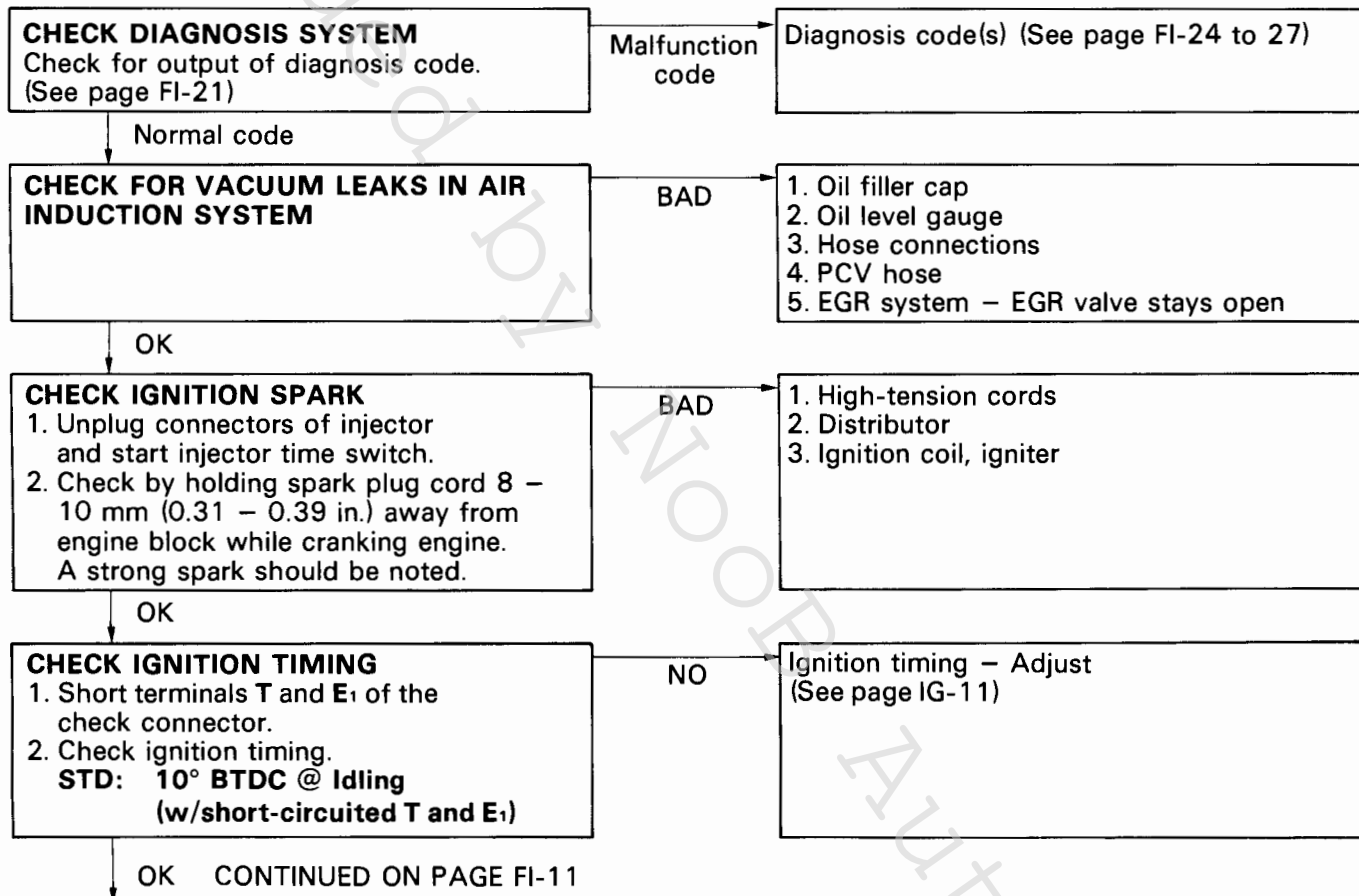 CHECK DIAGNOSIS SYSTEM
Check for output of diagnosis code.
(See page FI-21)
Malfunction
code
Diagnosis code(s) (See page FI-24 to 27)
Normal code
CHECK FOR VACUUM LEAKS IN AIR
INDUCTION SYSTEM
BAD
1. Oil filler cap
2. Oil level gauge
3. Hose connections
4. PCV hose
5. EGR system – EGR valve stays open
OK
CHECK IGNITION SPARK
1. Unplug connectors of injector
and start injector time switch.
2. Check by holding spark plug cord 8 –
10 mm (0.31 – 0.39 in.) away from
engine block while cranking engine.
A strong spark should be noted.
BAD
1. High-tension cords
2. Distributor
3. Ignition coil, igniter
OK
CHECK IGNITION TIMING
1. Short terminals T and E1 of the
check connector.
2. Check ignition timing.
STD: 10° BTDC @ Idling
(w/short-circuited T and E1)
NO
Ignition timing – Adjust
(See page IG-11)
OK CONTINUED ON PAGE FI-11
by NooB